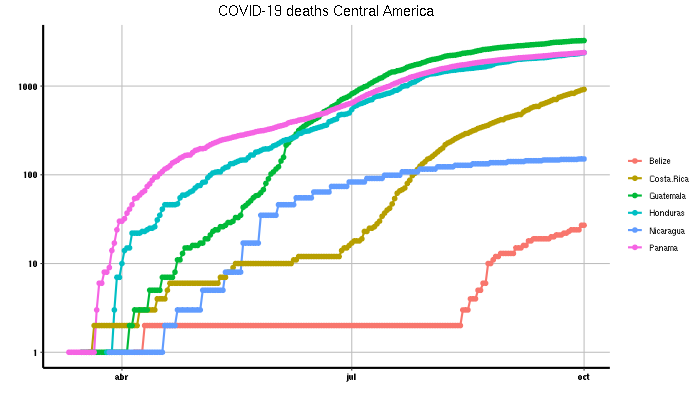 COVID-19 deaths Central America
1000
100
10
1
abr
jul
oct
Belize
Costa.Rica
Guatemala
Honduras
Nicaragua
Panama